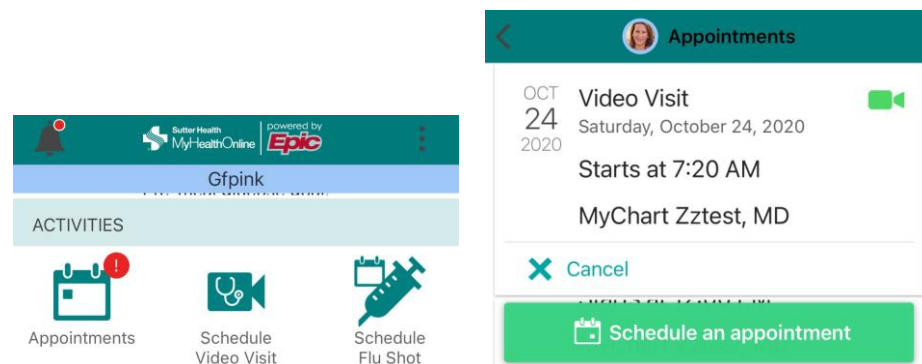 Sutter Health
MyHealthOnline
powered by
Epic
Gfpink
ACTIVITIES
!
Appointments
Schedule
Video Visit
Schedule
Flu Shot
Appointments
OCT
24
2020
Video Visit
Saturday, October 24, 2020
Starts at 7:20 AM
MyChart Zztest, MD
Cancel
Schedule an appointment